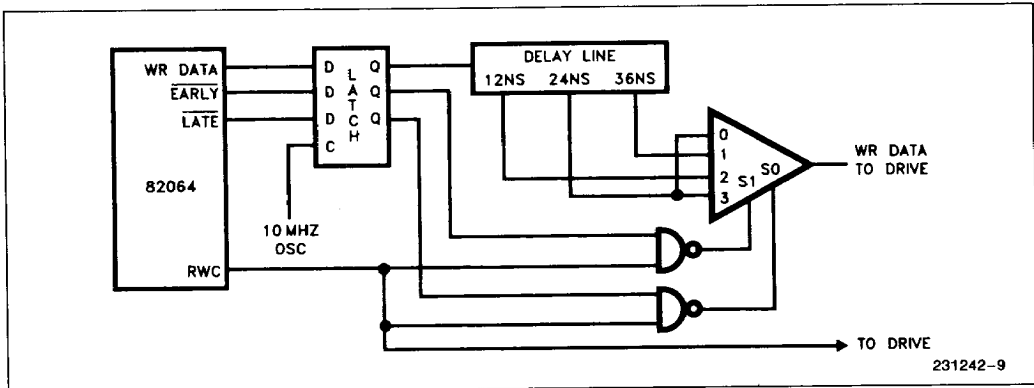 82064
WR DATA
EARLY
LATE
RWC
D Q
D Q
D Q
C
LATCH
10 MHZ
OSC
DELAY LINE
12NS 24NS 36NS
0
1
2
3
S1 S0
WR DATA
TO DRIVE
TO DRIVE
231242-9